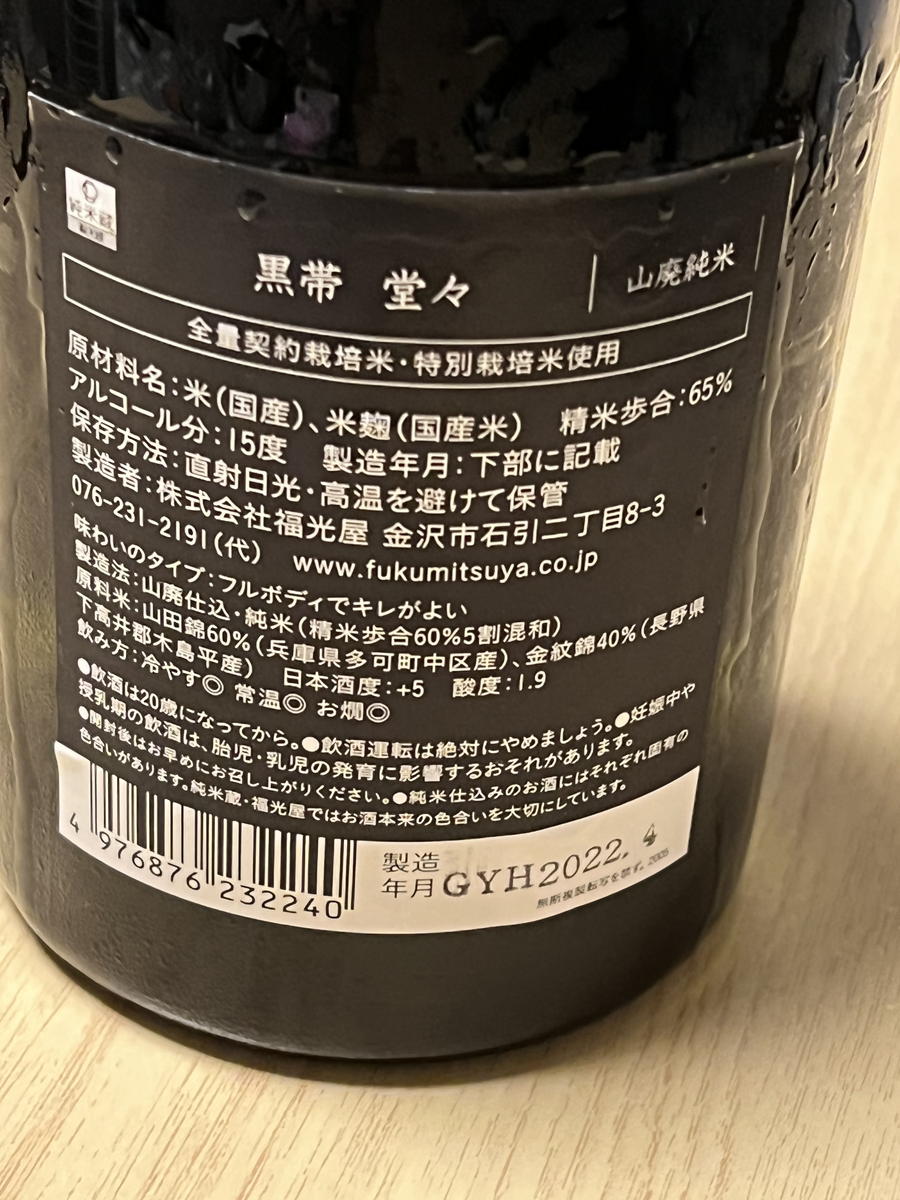 純米蔵
黒帯 堂々
山廃純米
全量契約栽培米・特別栽培米使用
原材料名：米（国産）、米麹（国産米） 精米歩合：65%
アルコール分：15度 製造年月：下部に記載
保存方法：直射日光・高温を避けて保管
製造者：株式会社福光屋 金沢市石引二丁目8-3
076-231-2191（代） www.fukumitsuya.co.jp
味わいのタイプ：フルボディでキレがよい
製造法：山廃仕込・純米（精米歩合60%5割混和）
原料米：山田錦60%（兵庫県多可町中区産）、金紋錦40%（長野県
下高井郡木島平産） 日本酒度：+5 酸度：1.9
飲み方：冷やす◎ 常温◎ お燗◎
●飲酒は20歳になってから。●飲酒運転は絶対にやめましょう。●妊娠中や
授乳期の飲酒は、胎児・乳児の発育に影響するおそれがあります。
●開封後はお早めにお召し上がりください。●純米仕込みのお酒にはそれぞれ固有の
色合いがあります。純米蔵・福光屋ではお酒本来の色合いを大切にしています。
4 976876 232240
製造
年月 GYH2022. 4
無断複製転写を禁ず。2005